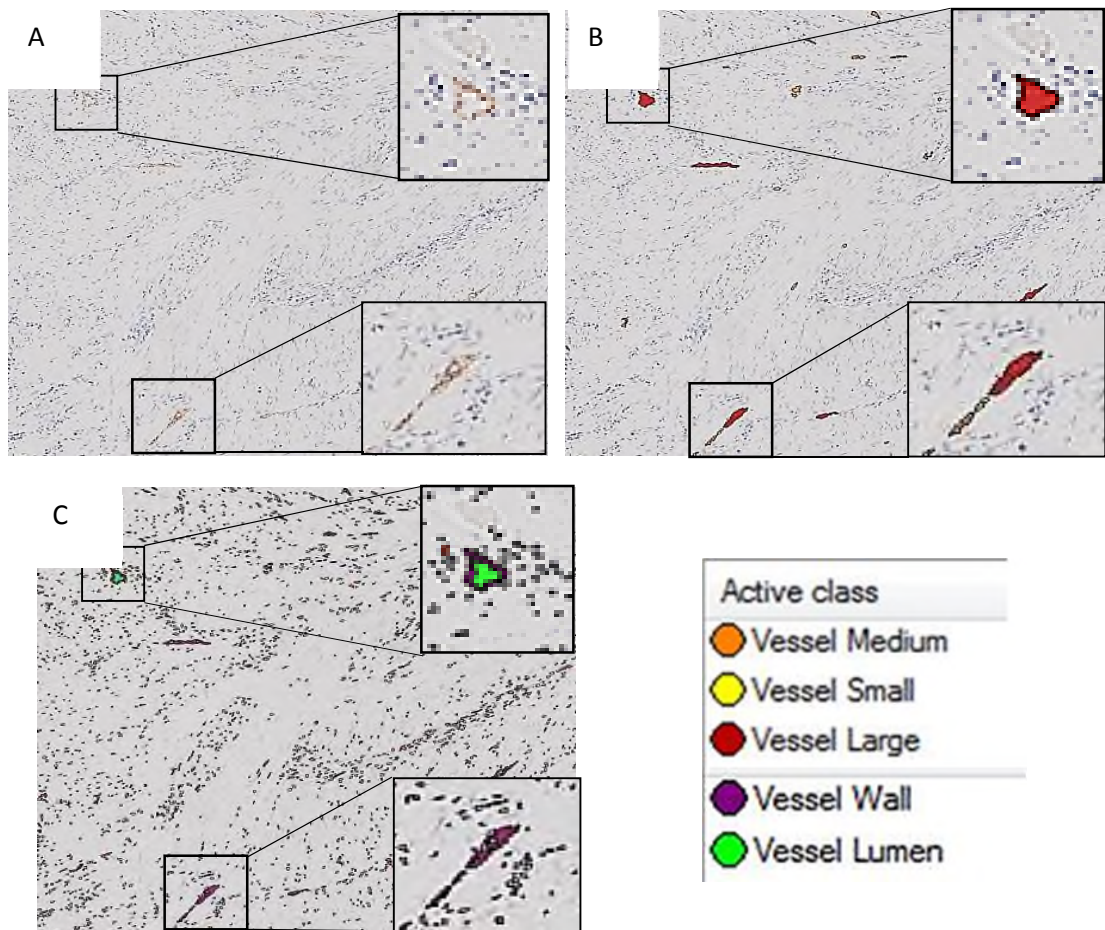 A
B
C
Active class
Vessel Medium
Vessel Small
Vessel Large
Vessel Wall
Vessel Lumen